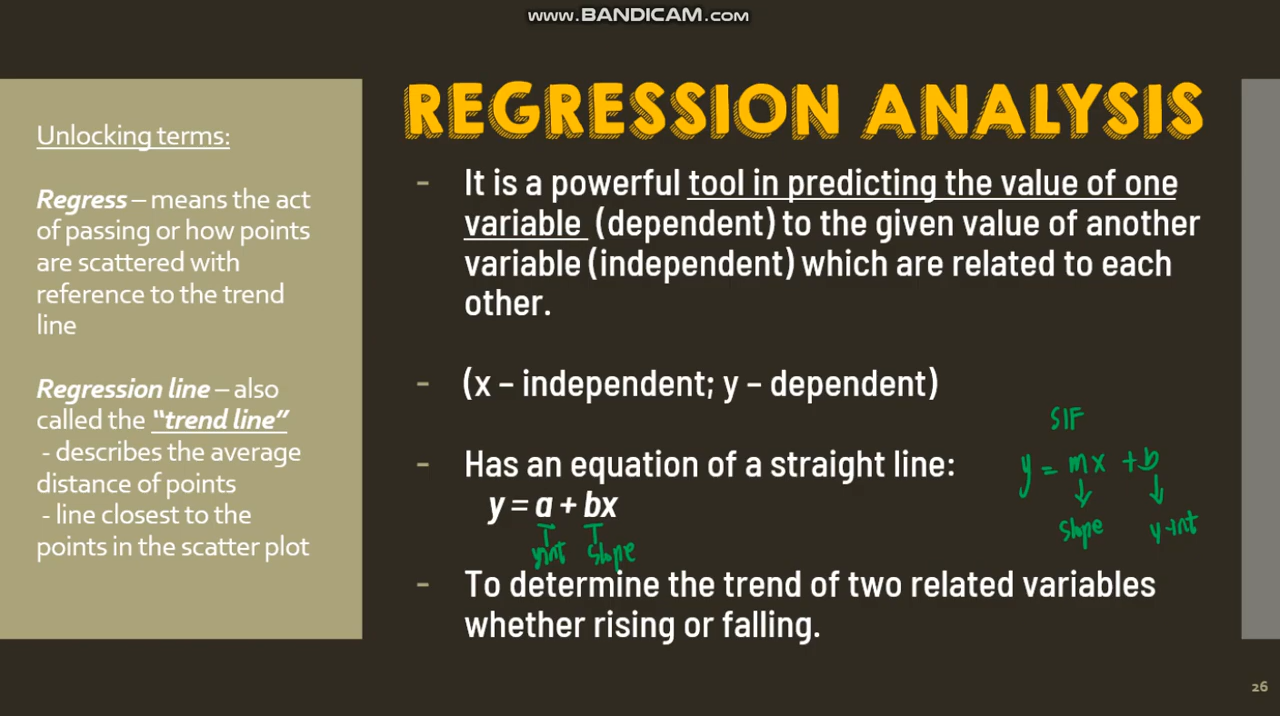 www.BANDICAM.com
REGRESSION ANALYSIS
Unlocking terms:
Regress – means the act
of passing or how points
are scattered with
reference to the trend
line
Regression line – also
called the "trend line"
- describes the average
distance of points
- line closest to the
points in the scatter plot
- It is a powerful tool in predicting the value of one
variable (dependent) to the given value of another
variable (independent) which are related to each
other.
- (x – independent; y – dependent)
- Has an equation of a straight line:
y = a + bx
yint slope
SIF
y = mx + b
slope y-int
- To determine the trend of two related variables
whether rising or falling.
26